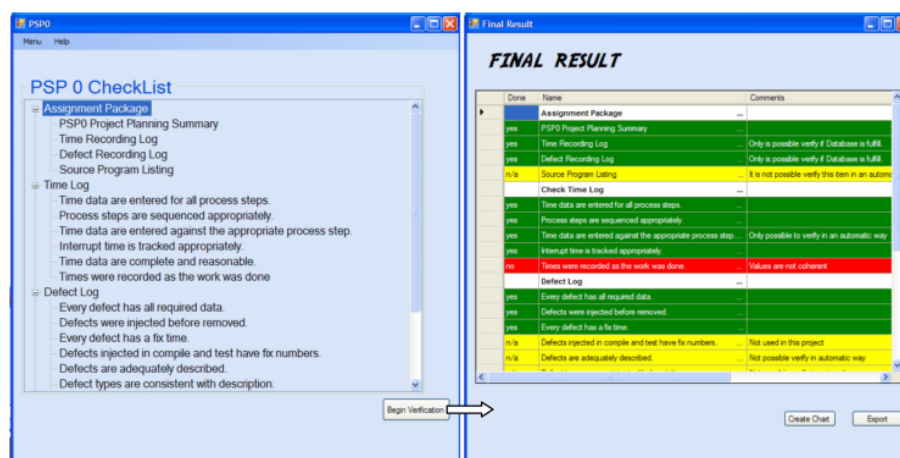 PSP0
Menu Help
PSP 0 CheckList
Assignment Package
PSP0 Project Planning Summary
Time Recording Log
Defect Recording Log
Source Program Listing
Time Log
Time data are entered for all process steps.
Process steps are sequenced appropriately.
Time data are entered against the appropriate process step.
Interrupt time is tracked appropriately.
Time data are complete and reasonable.
Times were recorded as the work was done
Defect Log
Every defect has all required data.
Defects were injected before removed.
Every defect has a fix time.
Defects injected in compile and test have fix numbers.
Defects are adequately described.
Defect types are consistent with description.
Begin Verification
Final Result
FINAL RESULT
Done Name Comments
Assignment Package ...
yes PSP0 Project Planning Summary ...
yes Time Recording Log ... Only is possible verify if Database is fulfill.
yes Defect Recording Log ... Only is possible verify if Database is fulfill.
n/a Source Program Listing ... It is not possible verify this item in an automa
Check Time Log ...
yes Time data are entered for all process steps. ...
yes Process steps are sequenced appropriately. ...
yes Time data are entered against the appropriate process step... Only possible to verify in an automatic way
yes Interrupt time is tracked appropriately. ...
no Times were recorded as the work was done. ... Values are not coherent
Defect Log ...
yes Every defect has all required data. ...
yes Defects were injected before removed. ...
yes Every defect has a fix time. ...
n/a Defects injected in compile and test have fix numbers. ... Not used in this project
n/a Defects are adequately described. ... Not possible verify in automatic way
Create Chart Export